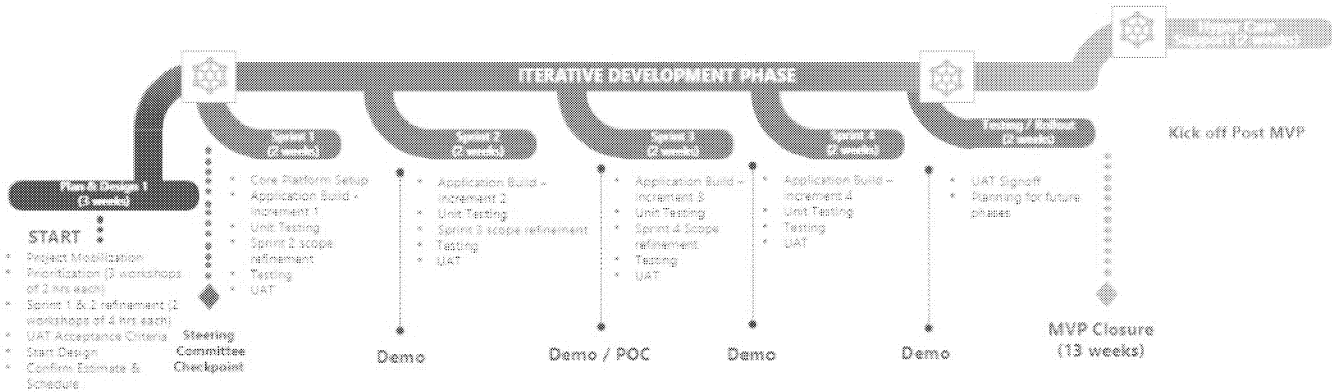 Hyper Care
Support (2 weeks)
ITERATIVE DEVELOPMENT PHASE
Kick off Post MVP
Plan & Design 1
(3 weeks)
START
• Project Mobilization
• Prioritization (3 workshops
of 2 hrs each)
• Sprint 1 & 2 refinement (2
workshops of 4 hrs each)
• UAT Acceptance Criteria
• Start Design
• Confirm Estimate &
Schedule
Steering
Committee
Checkpoint
Sprint 1
(2 weeks)
• Core Platform Setup
• Application Build –
Increment 1
• Unit Testing
• Sprint 2 scope
refinement
• Testing
• UAT
Sprint 2
(2 weeks)
• Application Build –
Increment 2
• Unit Testing
• Sprint 3 scope refinement
• Testing
• UAT
Demo
Sprint 3
(2 weeks)
• Application Build –
Increment 3
• Unit Testing
• Sprint 4 Scope
refinement
• Testing
• UAT
Demo / POC
Sprint 4
(2 weeks)
• Application Build –
Increment 4
• Unit Testing
• Testing
• UAT
Demo
Testing / Rollout
(2 weeks)
• UAT Signoff
• Planning for future
phases
Demo
MVP Closure
(13 weeks)